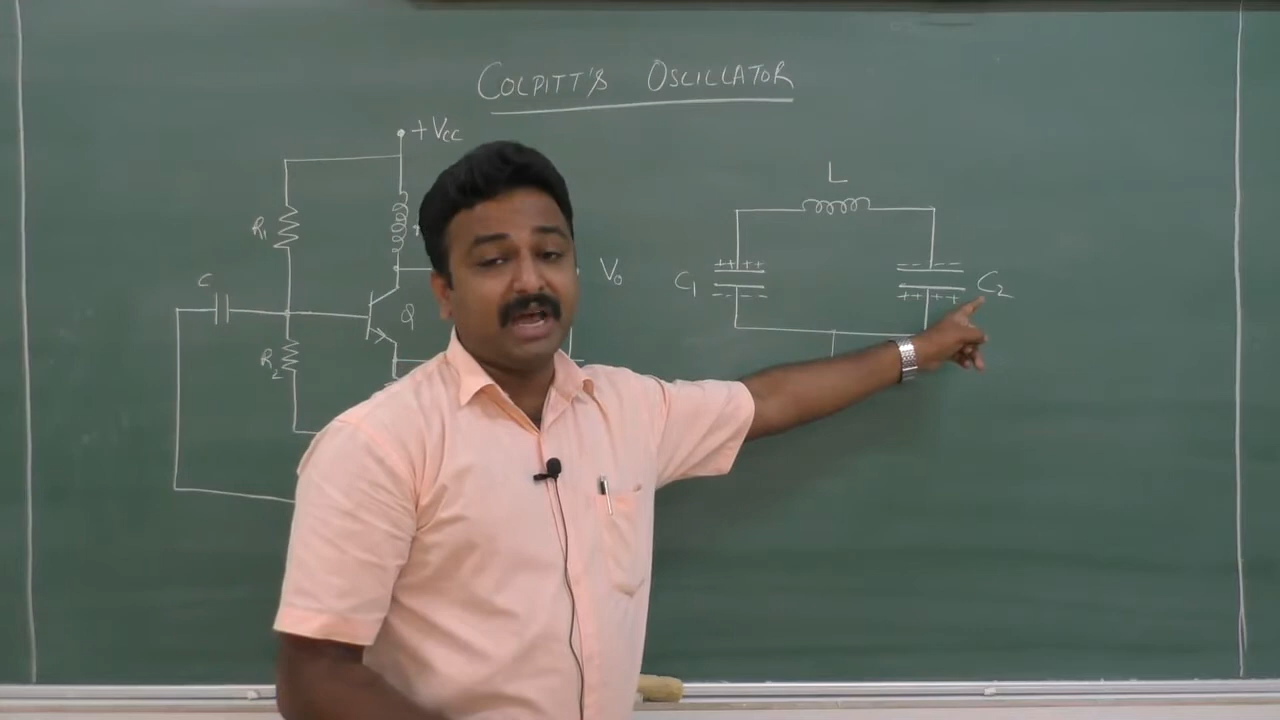 COLPITT'S OSCILLATOR
+VCC
L
R1
C
C1
C2
V0
Q
R2
++++
----
----
++++